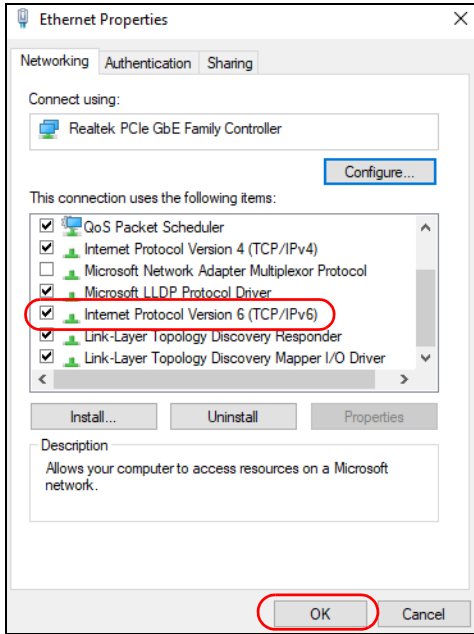 Ethernet Properties
Networking Authentication Sharing
Connect using:
Realtek PCIe GbE Family Controller
Configure...
This connection uses the following items:
QoS Packet Scheduler
Internet Protocol Version 4 (TCP/IPv4)
Microsoft Network Adapter Multiplexor Protocol
Microsoft LLDP Protocol Driver
Internet Protocol Version 6 (TCP/IPv6)
Link-Layer Topology Discovery Responder
Link-Layer Topology Discovery Mapper I/O Driver
Install... Uninstall Properties
Description
Allows your computer to access resources on a Microsoft
network.
OK Cancel